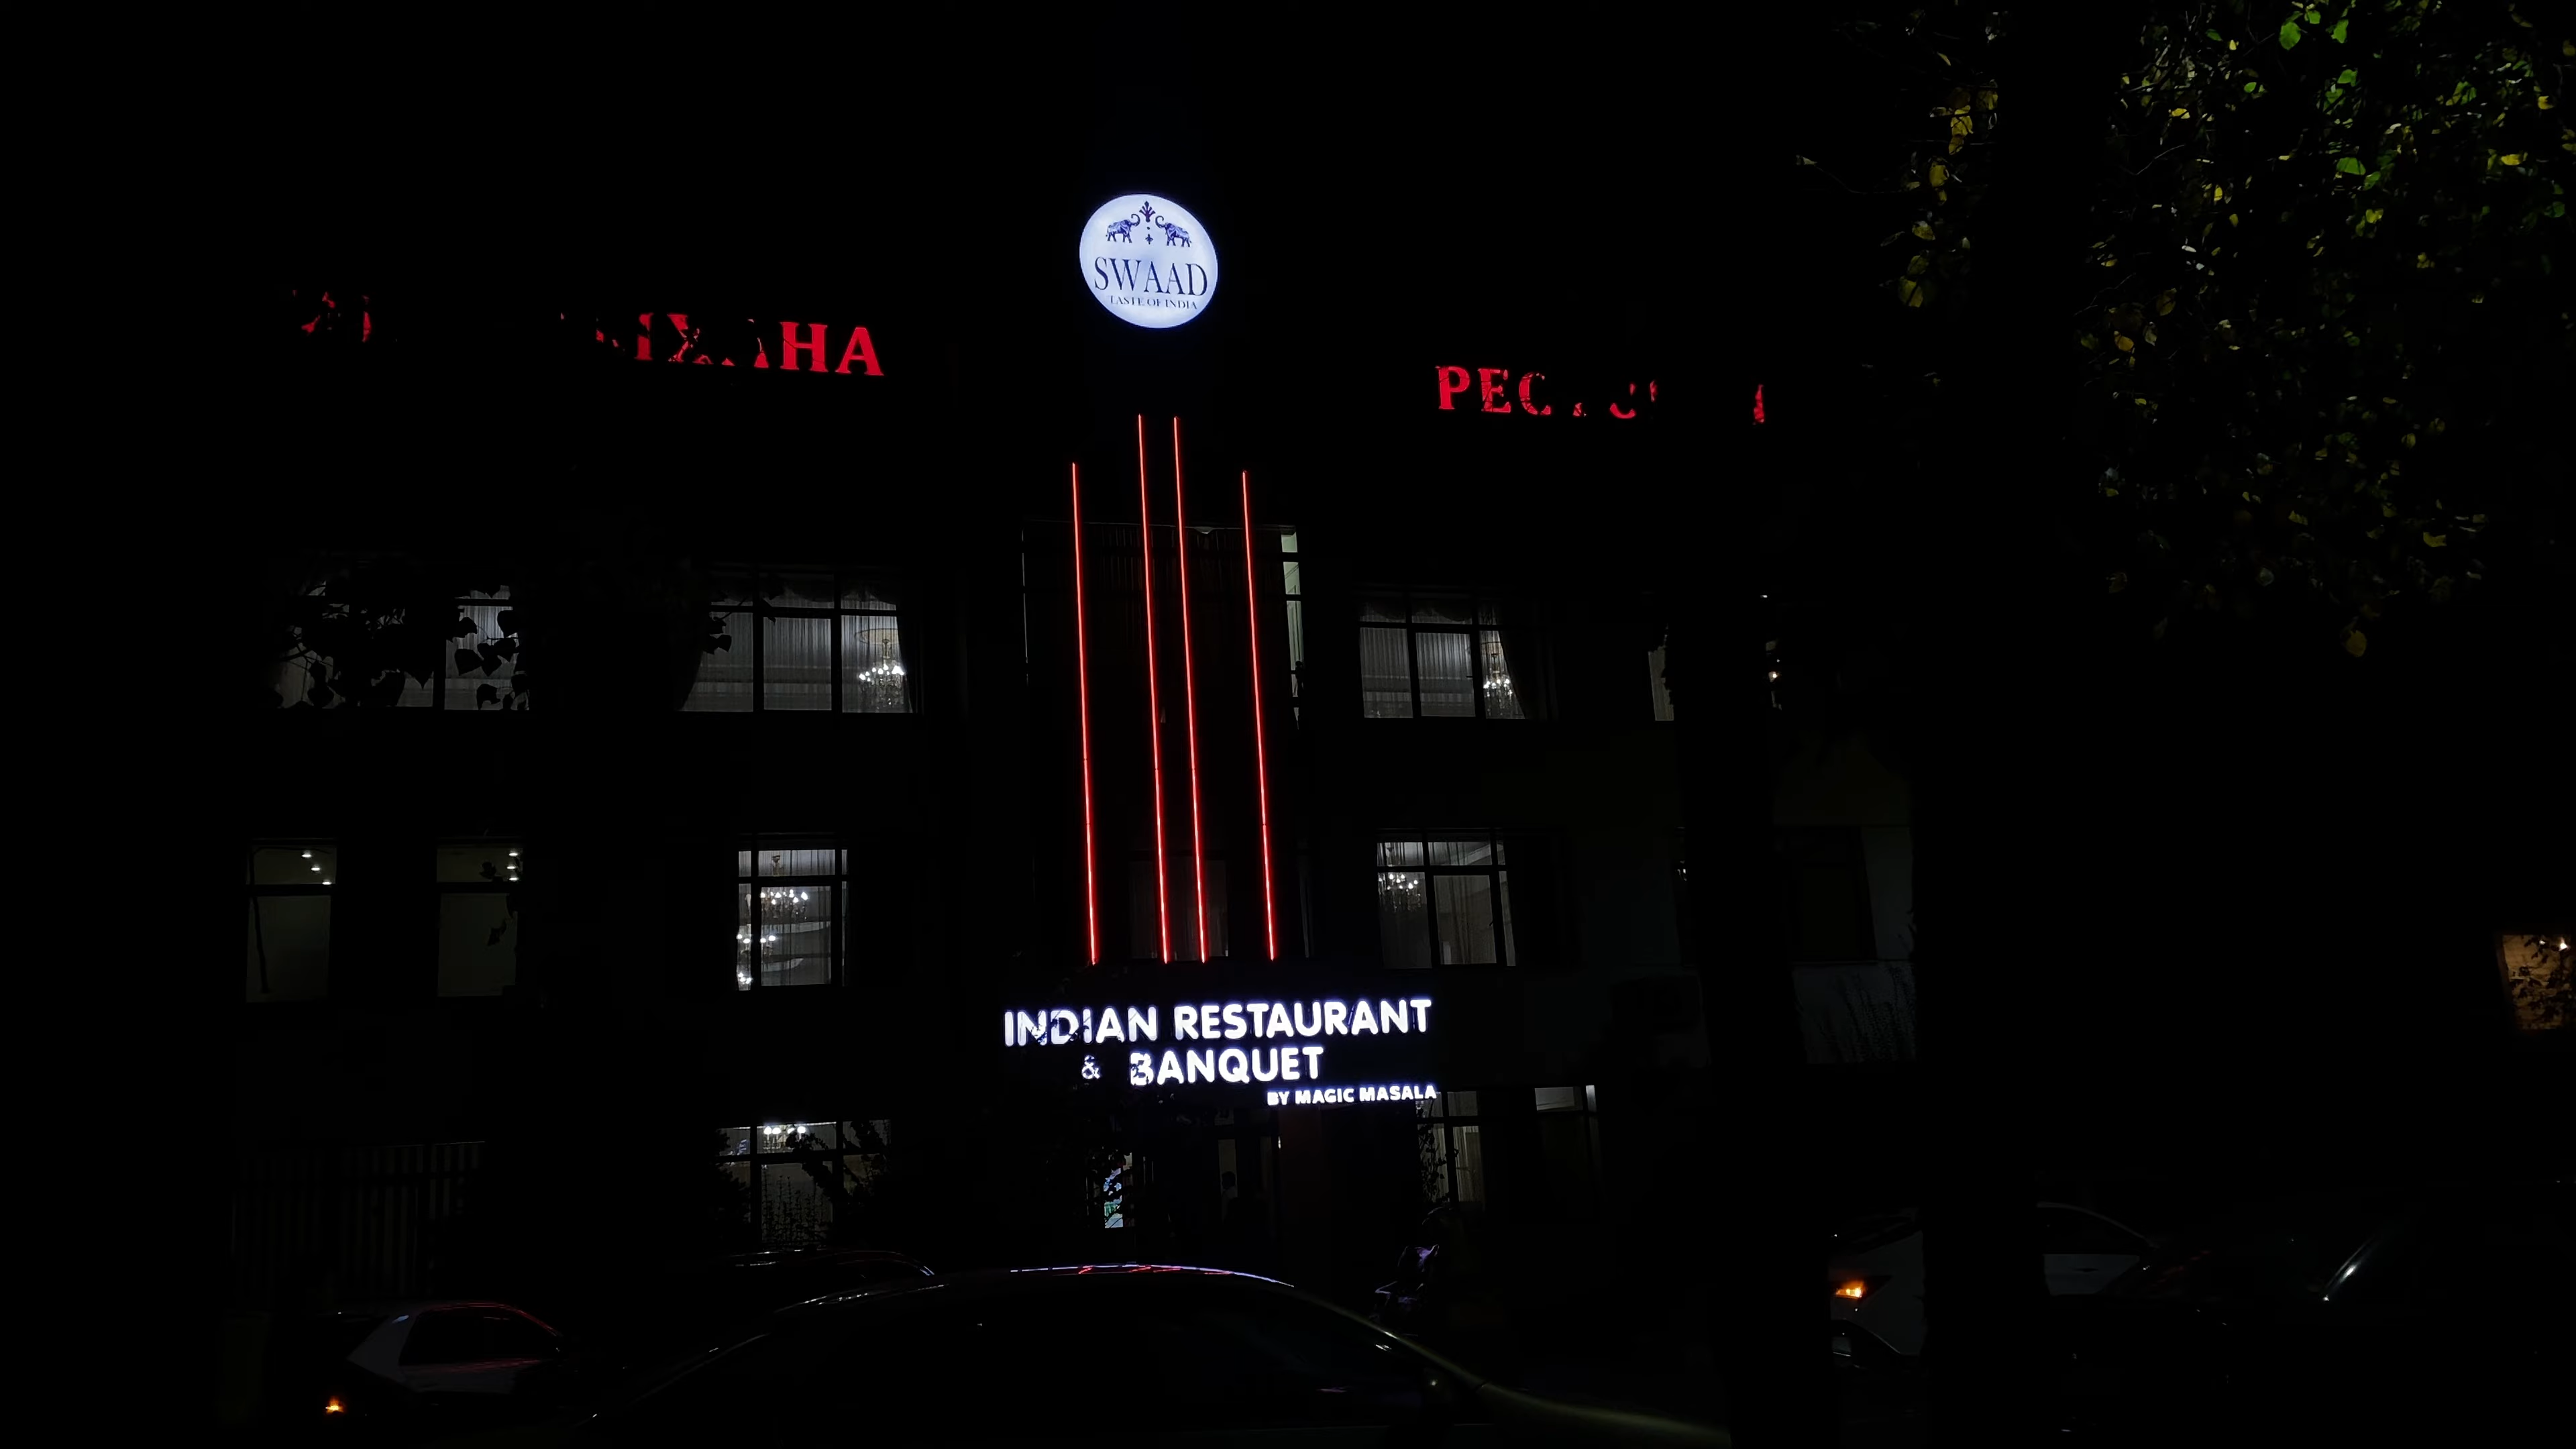 SWAAD
TASTE OF INDIA
INDIAN RESTAURANT
& BANQUET
BY MAGIC MASALA